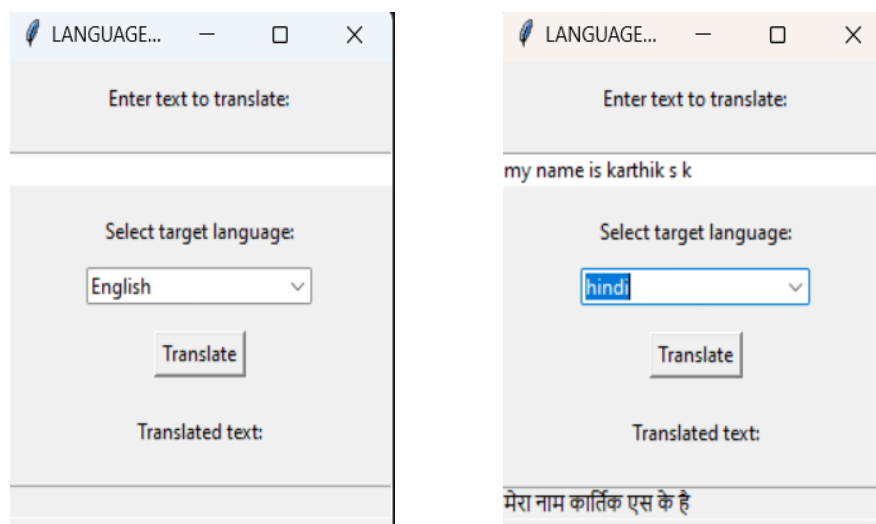 LANGUAGE...
Enter text to translate:
Select target language:
English
Translate
Translated text:
LANGUAGE...
Enter text to translate:
my name is karthik s k
Select target language:
hindi
Translate
Translated text:
मेरा नाम कार्तिक एस के है